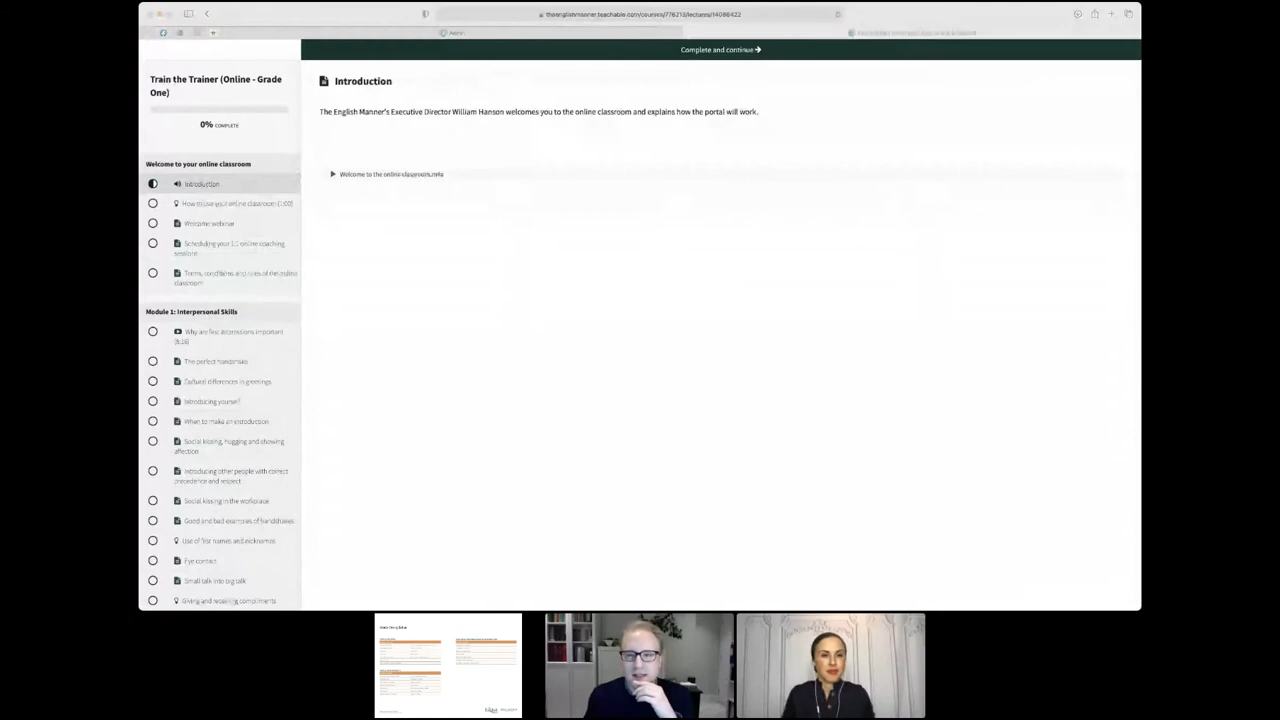 theenglishmanner.teachable.com/courses/776213/lectures/14086422
Complete and continue →
Train the Trainer (Online - Grade
One)
0% COMPLETE
Welcome to your online classroom
Introduction
How to use your online classroom (1:00)
Welcome webinar
Scheduling your 1:1 online coaching
sessions
Terms, conditions and rules of the online
classroom
Module 1: Interpersonal Skills
Why are first impressions important
The perfect handshake
Cultural differences in greetings
Introducing yourself
When to make an introduction
Social kissing, hugging and showing
affection
Introducing other people with correct
precedence and respect
Social kissing in the workplace
Good and bad examples of handshakes
Use of first names and nicknames
Eye contact
Small talk into big talk
Giving and receiving compliments
Introduction
The English Manner's Executive Director William Hanson welcomes you to the online classroom and explains how the portal will work.
Welcome to the online classroom.m4a